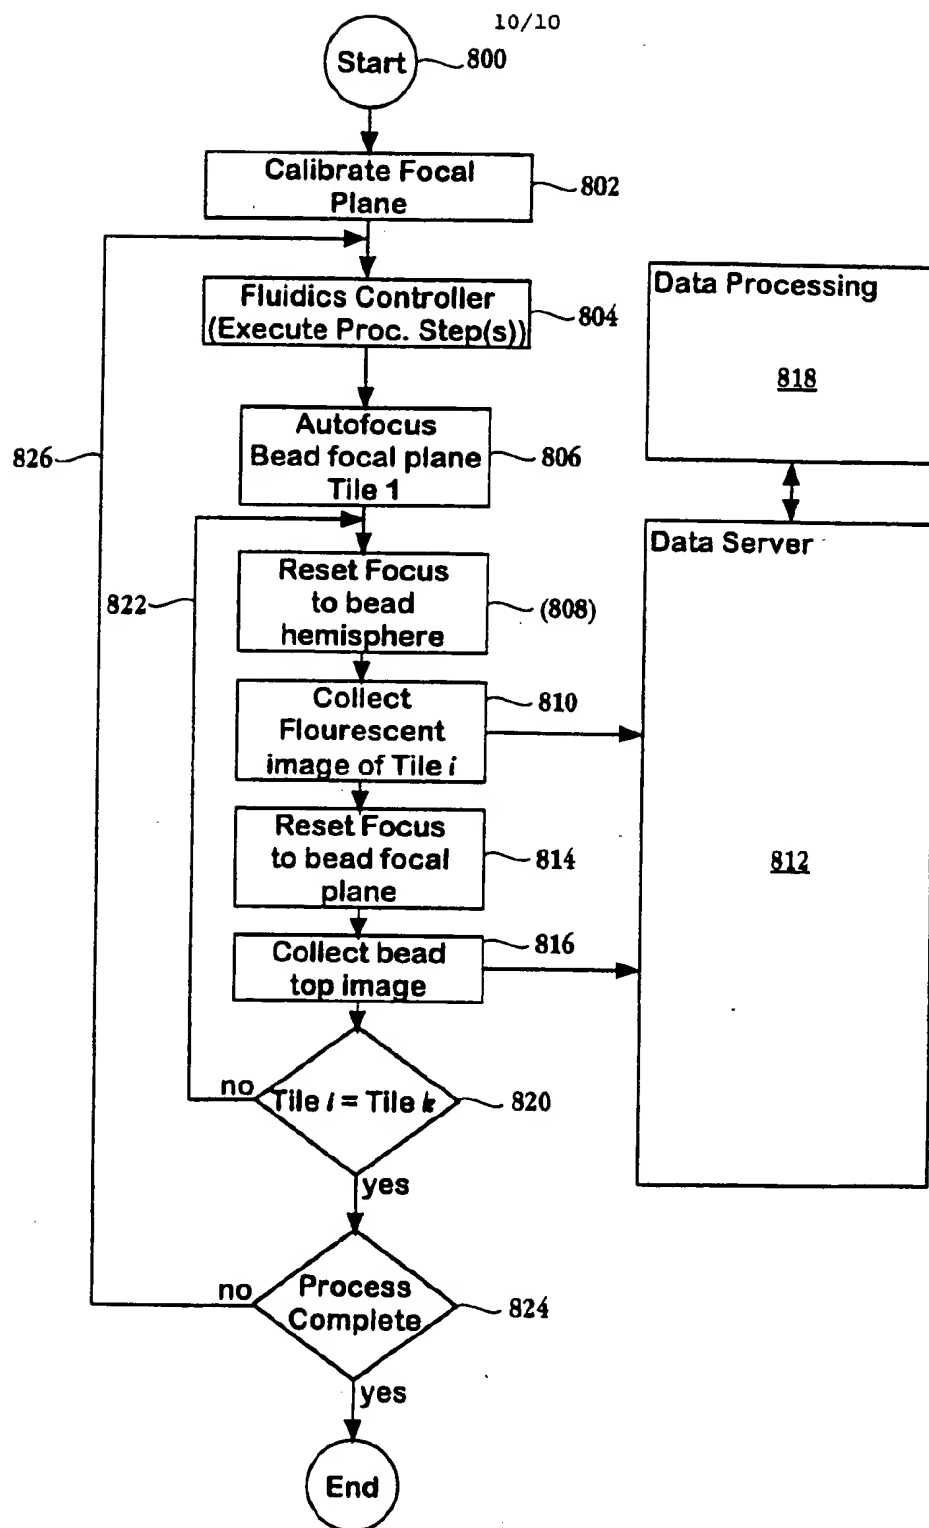 10/10
Start
800
Calibrate Focal
Plane
802
Fluidics Controller
(Execute Proc. Step(s))
804
Data Processing
818
Autofocus
Bead focal plane
Tile 1
806
826
Data Server
812
Reset Focus
to bead
hemisphere
(808)
822
Collect
Flourescent
image of Tile i
810
Reset Focus
to bead focal
plane
814
Collect bead
top image
816
no
Tile i = Tile k
820
yes
no
Process
Complete
824
yes
End